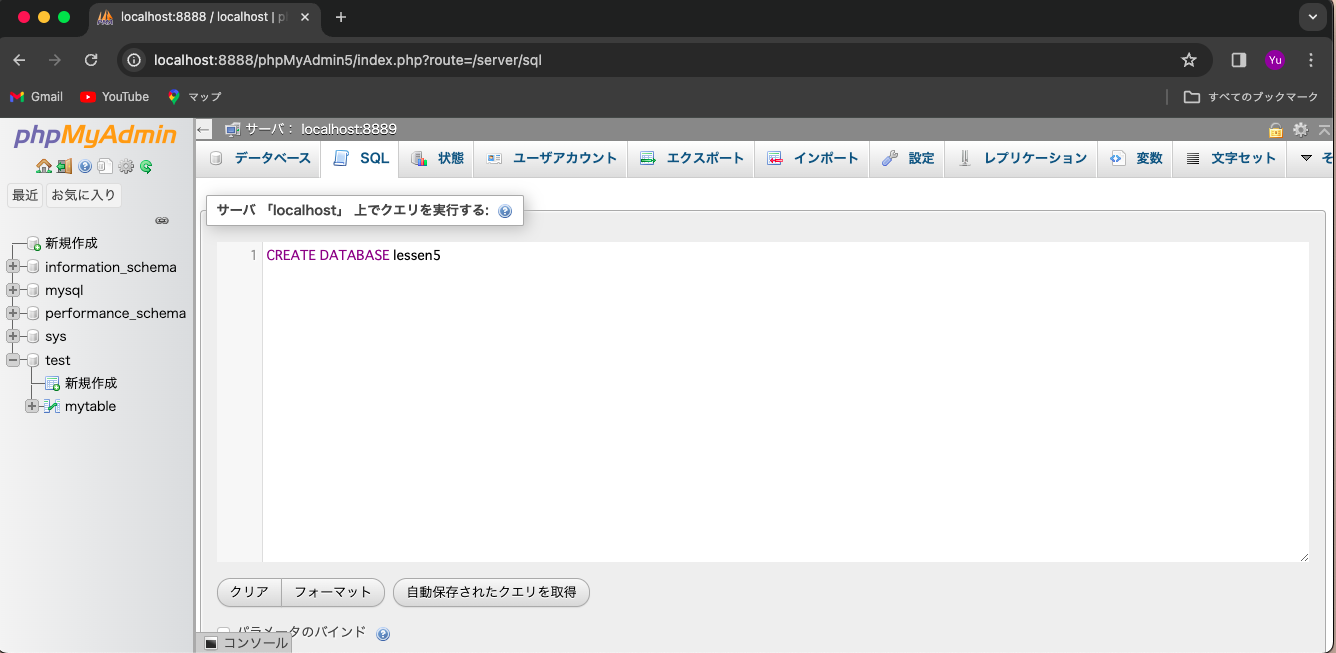 localhost:8888 / localhost | p
localhost:8888/phpMyAdmin5/index.php?route=/server/sql
Yu
Gmail YouTube マップ すべてのブックマーク
phpMyAdmin
最近 お気に入り
新規作成
information_schema
mysql
performance_schema
sys
test
新規作成
mytable
サーバ： localhost:8889
データベース SQL 状態 ユーザアカウント エクスポート インポート 設定 レプリケーション 変数 文字セット そ
サーバ 「localhost」 上でクエリを実行する:
1 CREATE DATABASE lessen5
クリア フォーマット 自動保存されたクエリを取得
パラメータのバインド
コンソール